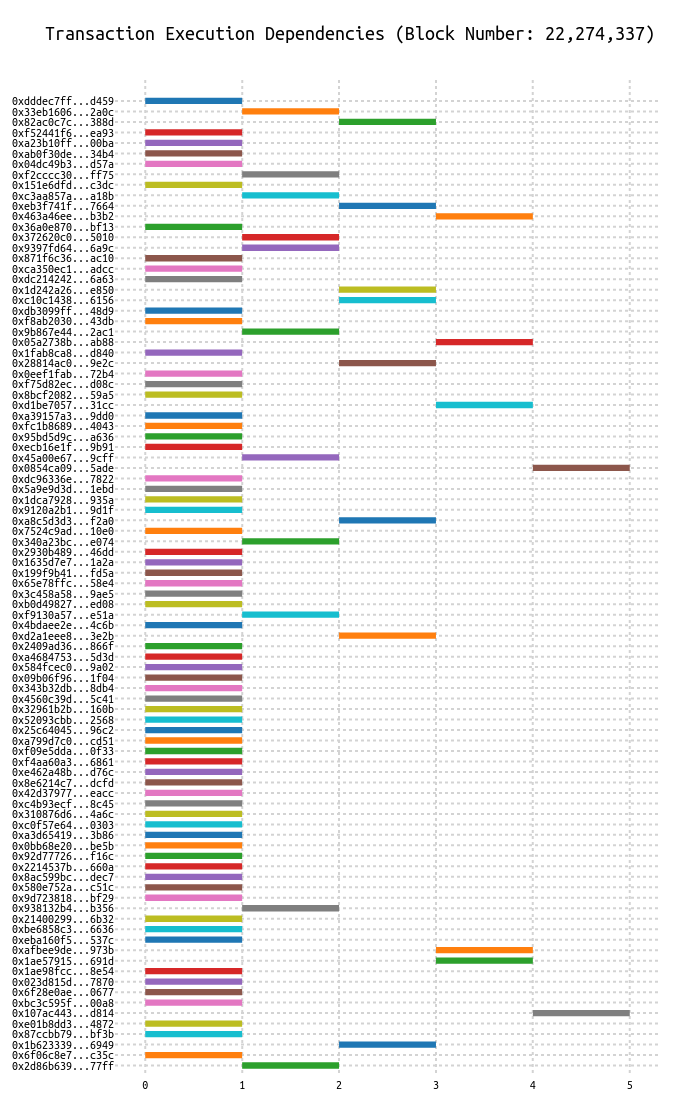 Transaction Execution Dependencies (Block Number: 22,274,337)
0xdddec7ff...d459
0x33eb1606...2a0c
0x82ac0c7c...388d
0xf52441f6...ea93
0xa23b10ff...00ba
0xab0f30de...34b4
0x04dc49b3...d57a
0xf2cccc30...ff75
0x151e6dfd...c3dc
0xc3aa857a...a18b
0xeb3f741f...7664
0x463a46ee...b3b2
0x36a0e870...bf13
0x372620c0...5010
0x9397fd64...6a9c
0x871f6c36...ac10
0xca350ec1...adcc
0xdc214242...6a63
0x1d242a26...e850
0xc10c1438...6156
0xdb3099ff...48d9
0xf8ab2030...43db
0x9b867e44...2ac1
0x05a2738b...ab88
0x1fab8ca8...d840
0x28814ac0...9e2c
0x0eef1fab...72b4
0xf75d82ec...d08c
0x8bcf2082...59a5
0xd1be7057...31cc
0xa39157a3...9dd0
0xfc1b8689...4043
0x95bd5d9c...a636
0xecb16e1f...9b91
0x45a00e67...9cff
0x0854ca09...5ade
0xdc96336e...7822
0x5a9e9d3d...1ebd
0x1dca7928...935a
0x9120a2b1...9d1f
0xa8c5d3d3...f2a0
0x7524c9ad...10e0
0x340a23bc...e074
0x2930b489...46dd
0x1635d7e7...1a2a
0x199f9b41...fd5a
0x65e78ffc...58e4
0x3c458a58...9ae5
0xb0d49827...ed08
0xf9130a57...e51a
0x4bdaee2e...4c6b
0xd2a1eee8...3e2b
0x2409ad36...866f
0xa4684753...5d3d
0x584fcec0...9a02
0x09b06f96...1f04
0x343b32db...8db4
0x4560c39d...5c41
0x32961b2b...160b
0x52093cbb...2568
0x25c64045...96c2
0xa799d7c0...cd51
0xf09e5dda...0f33
0xf4aa60a3...6861
0xe462a48b...d76c
0x8e6214c7...dcfd
0x42d37977...eacc
0xc4b93ecf...8c45
0x310876d6...4a6c
0xc0f57e64...0303
0xa3d65419...3b86
0x0bb68e20...be5b
0x92d77726...f16c
0x2214537b...660a
0x8ac599bc...dec7
0x580e752a...c51c
0x9d723818...bf29
0x938132b4...b356
0x21400299...6b32
0xbe6858c3...6636
0xeba160f5...537c
0xafbee9de...973b
0x1ae57915...691d
0x1ae98fcc...8e54
0x023d815d...7870
0x6f28e0ae...0677
0xbc3c595f...00a8
0x107ac443...d814
0xe01b8dd3...4872
0x87ccbb79...bf3b
0x1b623339...6949
0x6f06c8e7...c35c
0x2d86b639...77ff
0 1 2 3 4 5